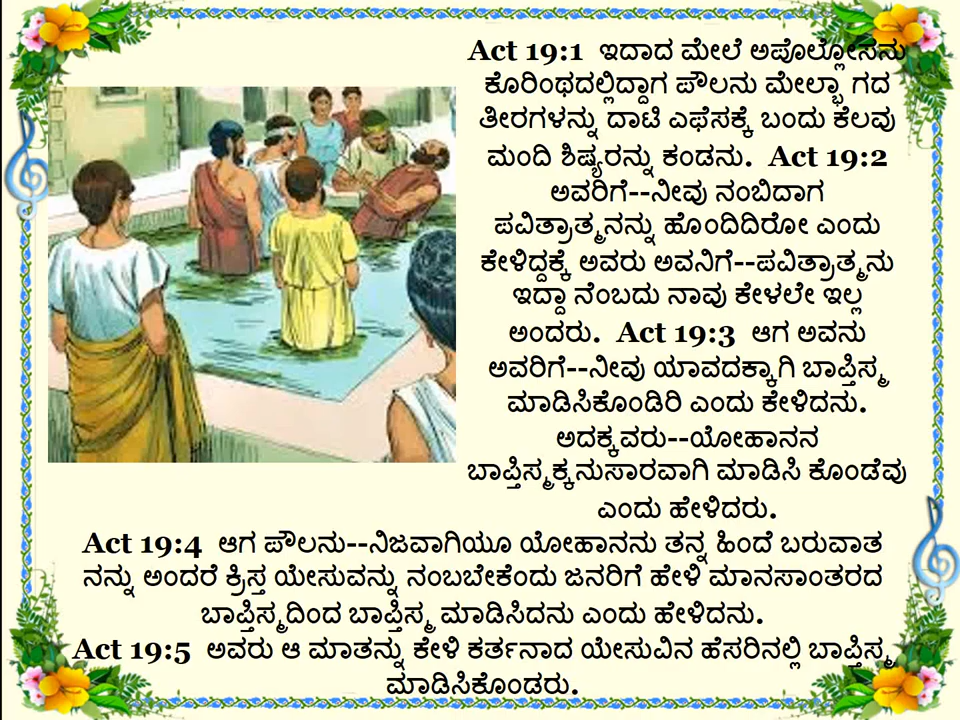 Act 19:1 ಇದಾದ ಮೇಲೆ ಅಪೊಲ್ಲೋಸನು
ಕೊರಿಂಥದಲ್ಲಿದ್ದಾಗ ಪೌಲನು ಮೇಲ್ಭಾ ಗದ
ತೀರಗಳನ್ನು ದಾಟಿ ಎಫೆಸಕ್ಕೆ ಬಂದು ಕೆಲವು
ಮಂದಿ ಶಿಷ್ಯರನ್ನು ಕಂಡನು. Act 19:2
ಅವರಿಗೆ--ನೀವು ನಂಬಿದಾಗ
ಪವಿತ್ರಾತ್ಮನನ್ನು ಹೊಂದಿದಿರೋ ಎಂದು
ಕೇಳಿದ್ದಕ್ಕೆ ಅವರು ಅವನಿಗೆ--ಪವಿತ್ರಾತ್ಮನು
ಇದ್ದಾ ನೆಂಬದು ನಾವು ಕೇಳಲೇ ಇಲ್ಲ
ಅಂದರು. Act 19:3 ಆಗ ಅವನು
ಅವರಿಗೆ--ನೀವು ಯಾವದಕ್ಕಾಗಿ ಬಾಪ್ತಿಸ್ಮ
ಮಾಡಿಸಿಕೊಂಡಿರಿ ಎಂದು ಕೇಳಿದನು.
ಅದಕ್ಕವರು--ಯೋಹಾನನ
ಬಾಪ್ತಿಸ್ಮಕ್ಕನುಸಾರವಾಗಿ ಮಾಡಿಸಿ ಕೊಂಡೆವು
ಎಂದು ಹೇಳಿದರು.
Act 19:4 ಆಗ ಪೌಲನು--ನಿಜವಾಗಿಯೂ ಯೋಹಾನನು ತನ್ನ ಹಿಂದೆ ಬರುವಾತ
ನನ್ನು ಅಂದರೆ ಕ್ರಿಸ್ತ ಯೇಸುವನ್ನು ನಂಬಬೇಕೆಂದು ಜನರಿಗೆ ಹೇಳಿ ಮಾನಸಾಂತರದ
ಬಾಪ್ತಿಸ್ಮದಿಂದ ಬಾಪ್ತಿಸ್ಮ ಮಾಡಿಸಿದನು ಎಂದು ಹೇಳಿದನು.
Act 19:5 ಅವರು ಆ ಮಾತನ್ನು ಕೇಳಿ ಕರ್ತನಾದ ಯೇಸುವಿನ ಹೆಸರಿನಲ್ಲಿ ಬಾಪ್ತಿಸ್ಮ
ಮಾಡಿಸಿಕೊಂಡರು.